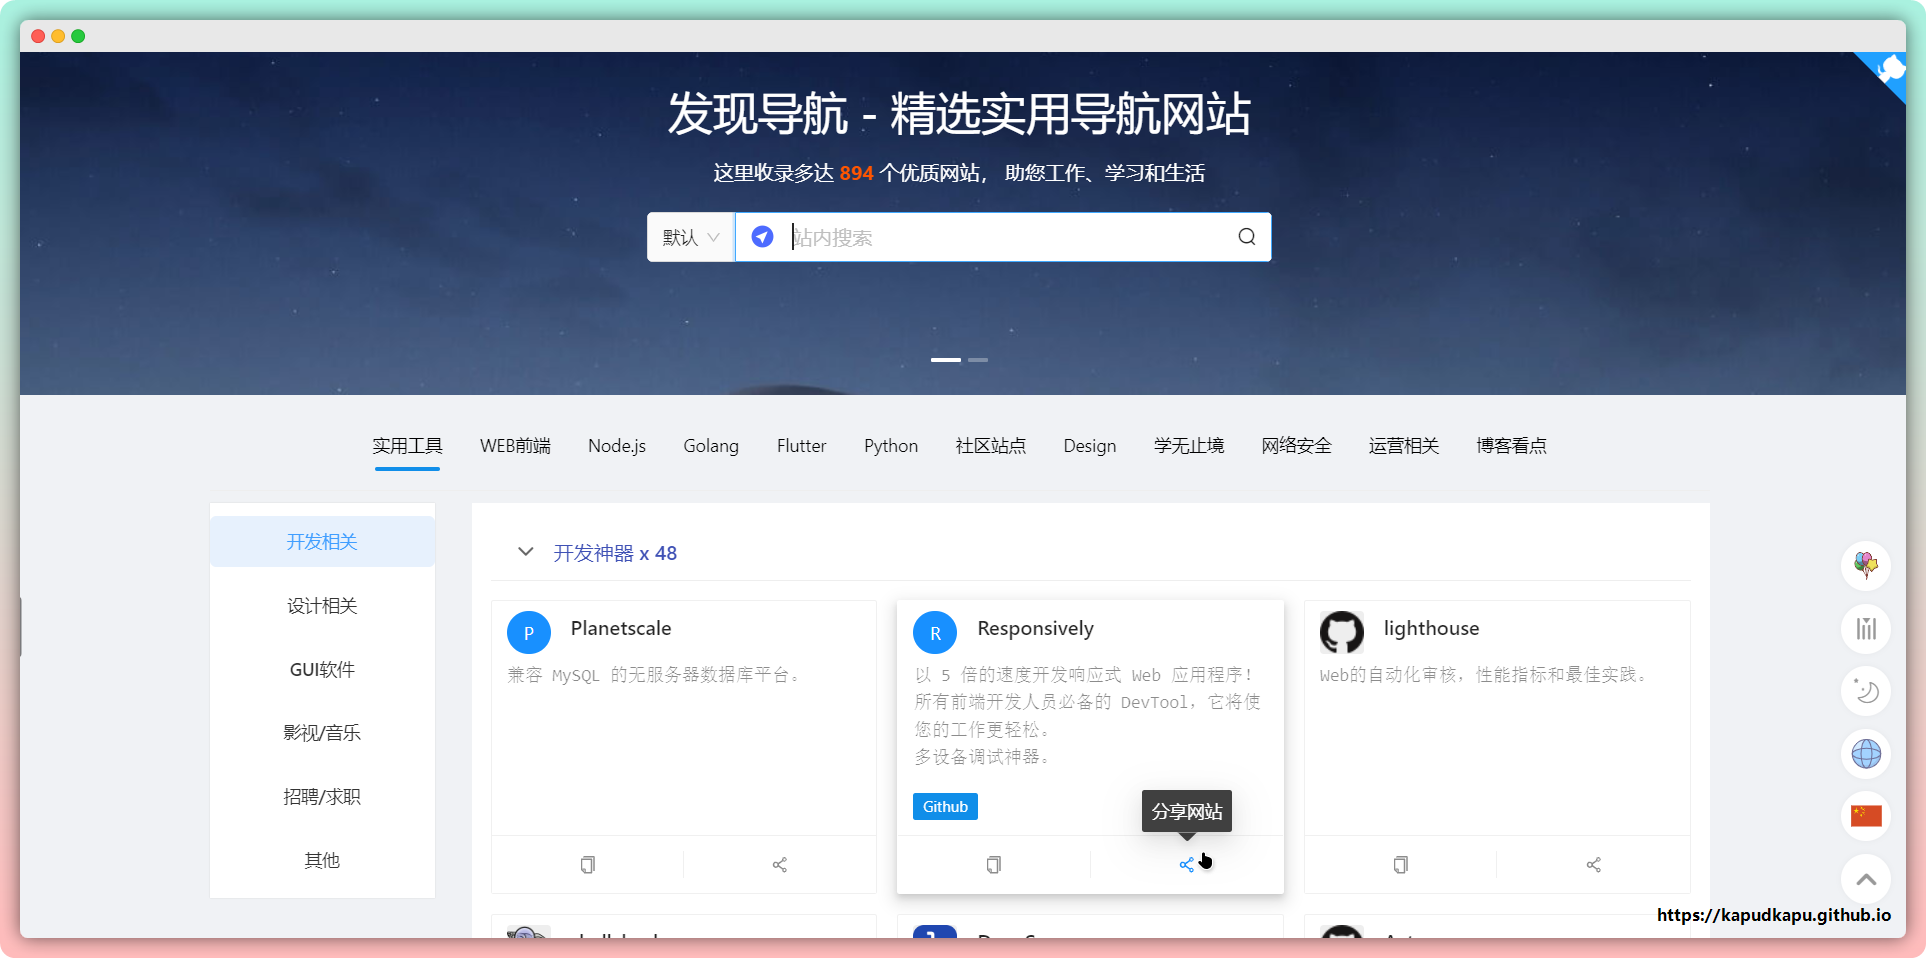 发现导航 - 精选实用导航网站
这里收录多达 894 个优质网站， 助您工作、学习和生活
默认
站内搜索
实用工具 WEB前端 Node.js Golang Flutter Python 社区站点 Design 学无止境 网络安全 运营相关 博客看点
开发相关
设计相关
GUI软件
影视/音乐
招聘/求职
其他
开发神器 x 48
P
Planetscale
兼容 MySQL 的无服务器数据库平台。
R
Responsively
以 5 倍的速度开发响应式 Web 应用程序！
所有前端开发人员必备的 DevTool，它将使
您的工作更轻松。
多设备调试神器。
Github
分享网站
lighthouse
Web的自动化审核，性能指标和最佳实践。
https://kapudkapu.github.io